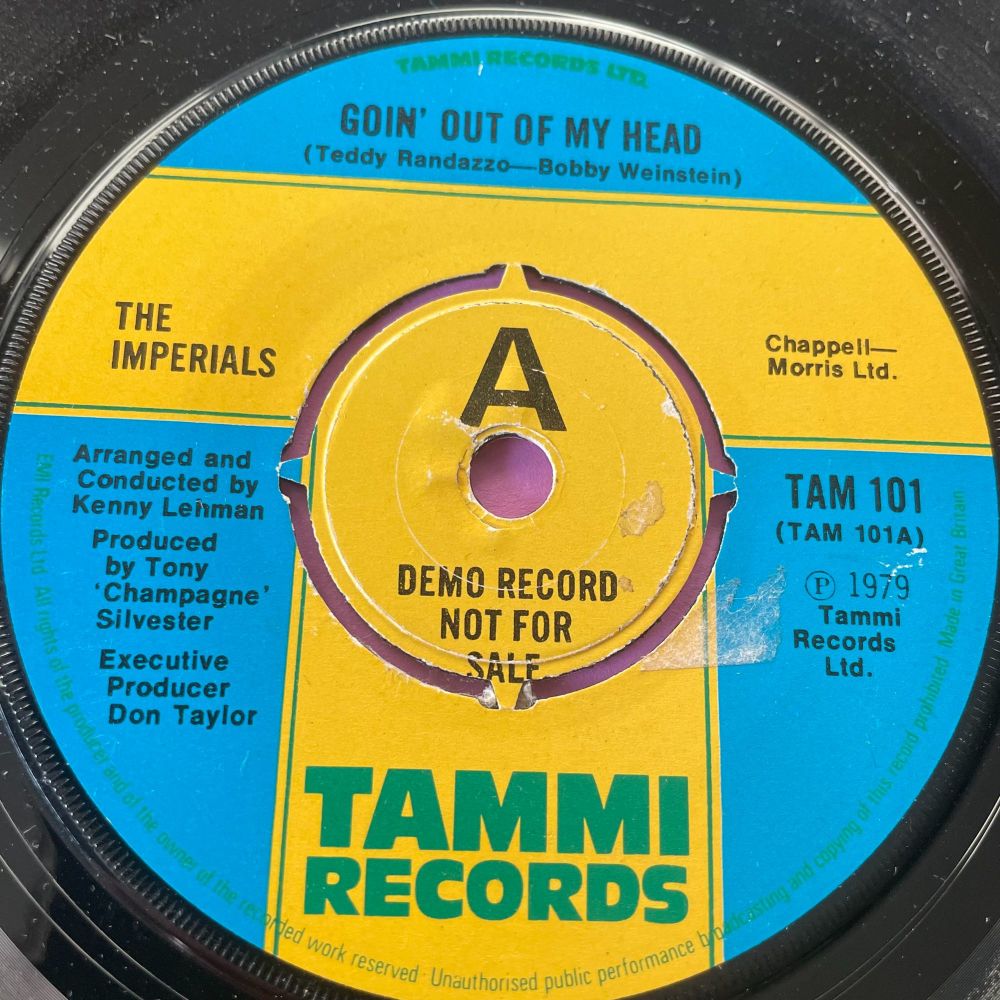 TAMMI RECORDS LTD.
GOIN' OUT OF MY HEAD
(Teddy Randazzo—Bobby Weinstein)
THE
IMPERIALS
A
Chappell—
Morris Ltd.
Arranged and
Conducted by
Kenny Lehman
Produced
by Tony
'Champagne'
Silvester
Executive
Producer
Don Taylor
DEMO RECORD
NOT FOR
SALE
TAM 101
(TAM 101A)
Ⓟ 1979
Tammi
Records
Ltd.
TAMMI
RECORDS
EMI Records Ltd. All rights of the producer and of the owner of the recorded work reserved · Unauthorised public performance broadcasting and copying of this record prohibited Made in Great Britain